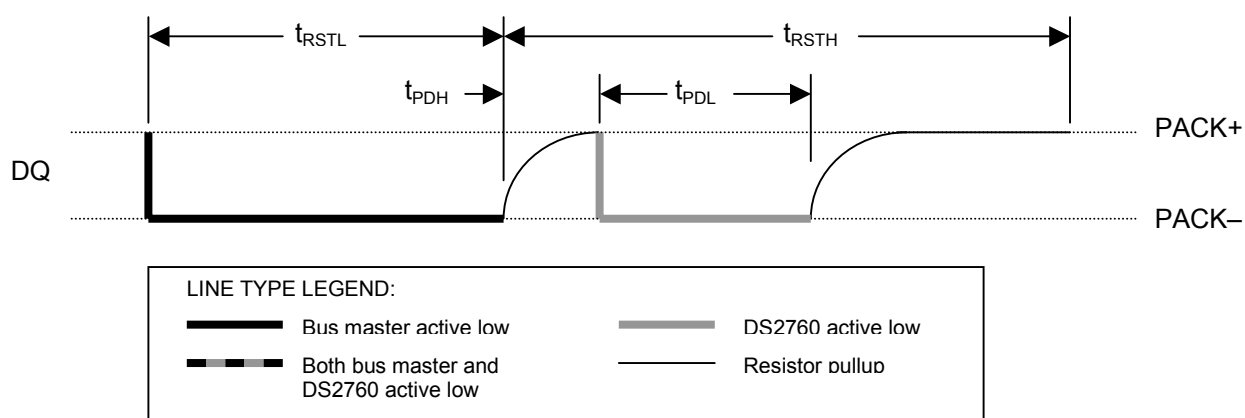 tRSTL
tRSTH
tPDH
tPDL
PACK+
DQ
PACK–
LINE TYPE LEGEND:
Bus master active low
DS2760 active low
Both bus master and
DS2760 active low
Resistor pullup